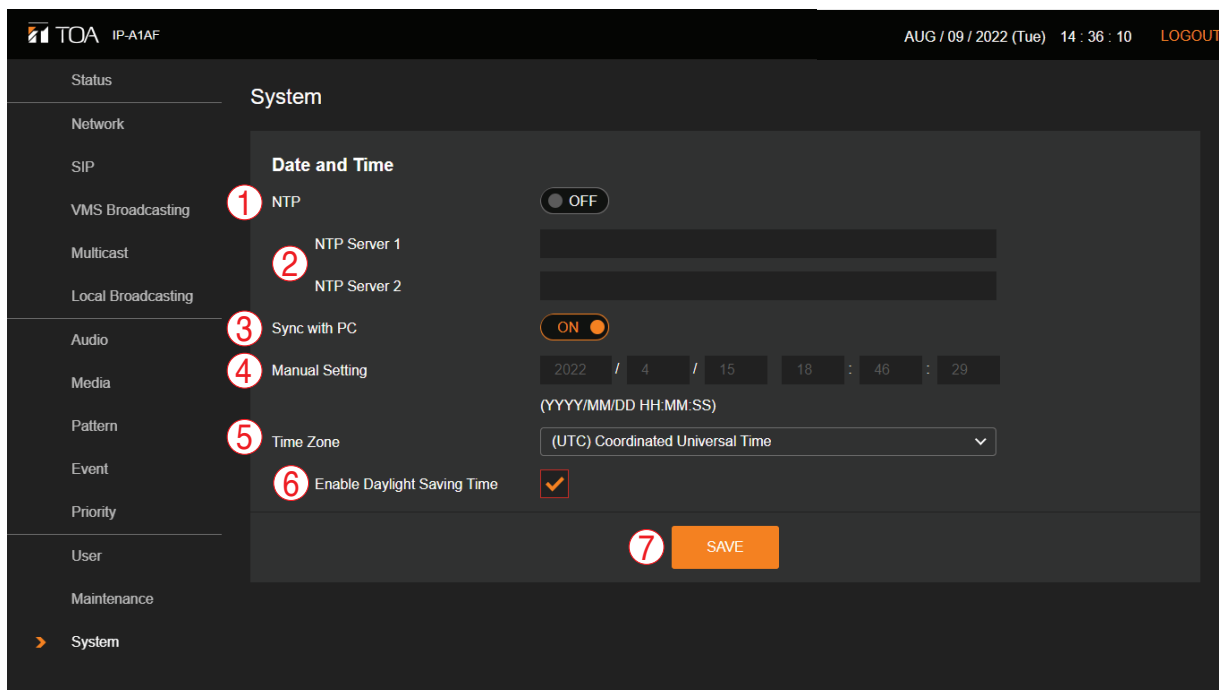 TOA IP-A1AF AUG / 09 / 2022 (Tue) 14 : 36 : 10 LOGOUT
Status
Network
SIP
VMS Broadcasting
Multicast
Local Broadcasting
Audio
Media
Pattern
Event
Priority
User
Maintenance
System
System
Date and Time
1 NTP OFF
2
NTP Server 1
NTP Server 2
3 Sync with PC ON
4 Manual Setting 2022 / 4 / 15 18 : 46 : 29
(YYYY/MM/DD HH:MM:SS)
5 Time Zone (UTC) Coordinated Universal Time
6 Enable Daylight Saving Time
7 SAVE